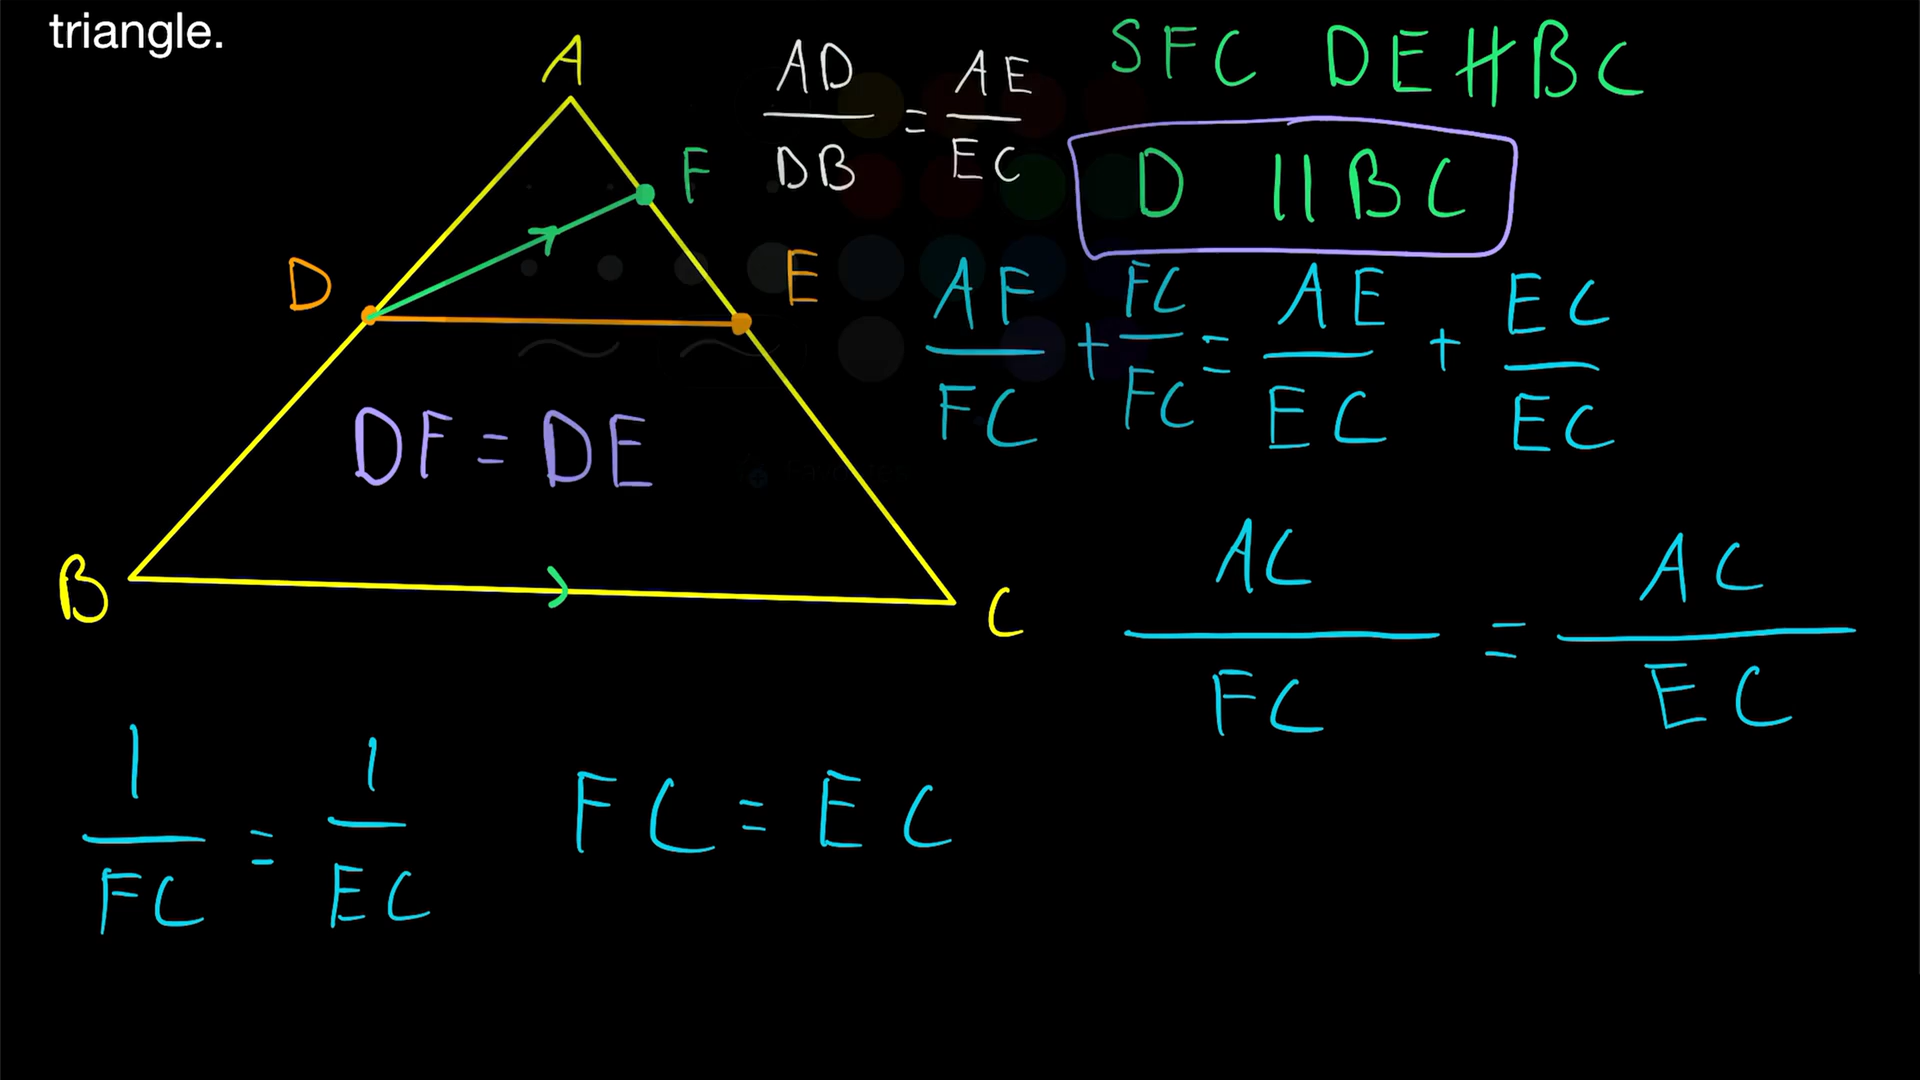 triangle.
A
AD/DB = AE/EC
SFC DE ∦ BC
F
D || BC
D
E
AF/FC + FC/FC = AE/EC + EC/EC
DF = DE
AC/FC = AC/EC
B
C
1/FC = 1/EC
FC = EC